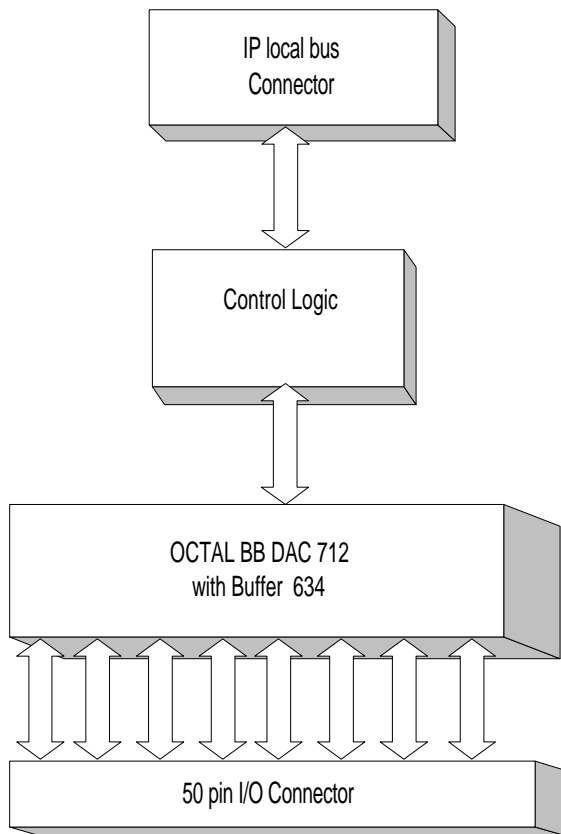 IP local bus
Connector
Control Logic
OCTAL BB DAC 712
with Buffer 634
50 pin I/O Connector